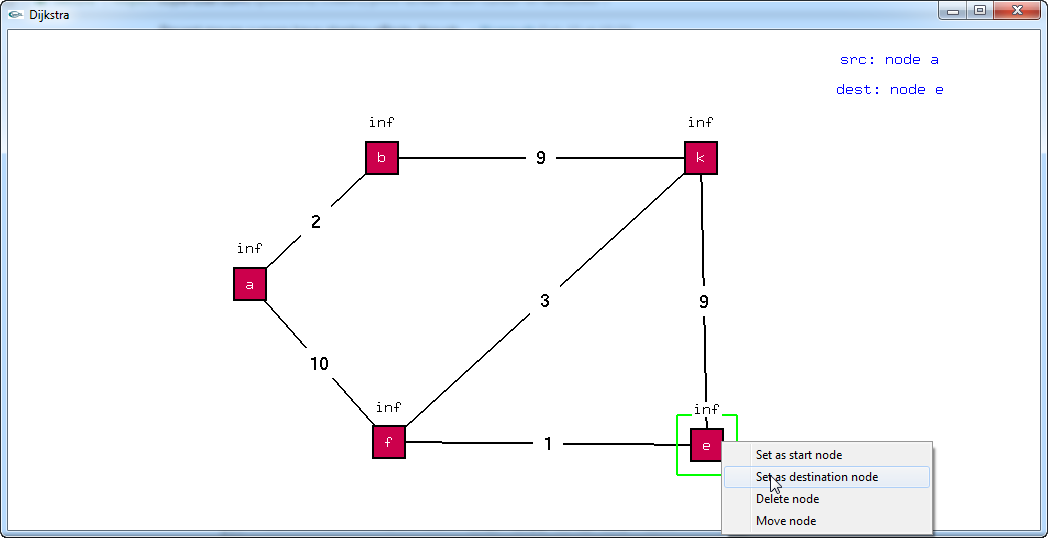 Dijkstra
src: node a
dest: node e
inf
inf
b
9
k
2
inf
a
3
9
10
inf
inf
f
1
e
Set as start node
Set as destination node
Delete node
Move node